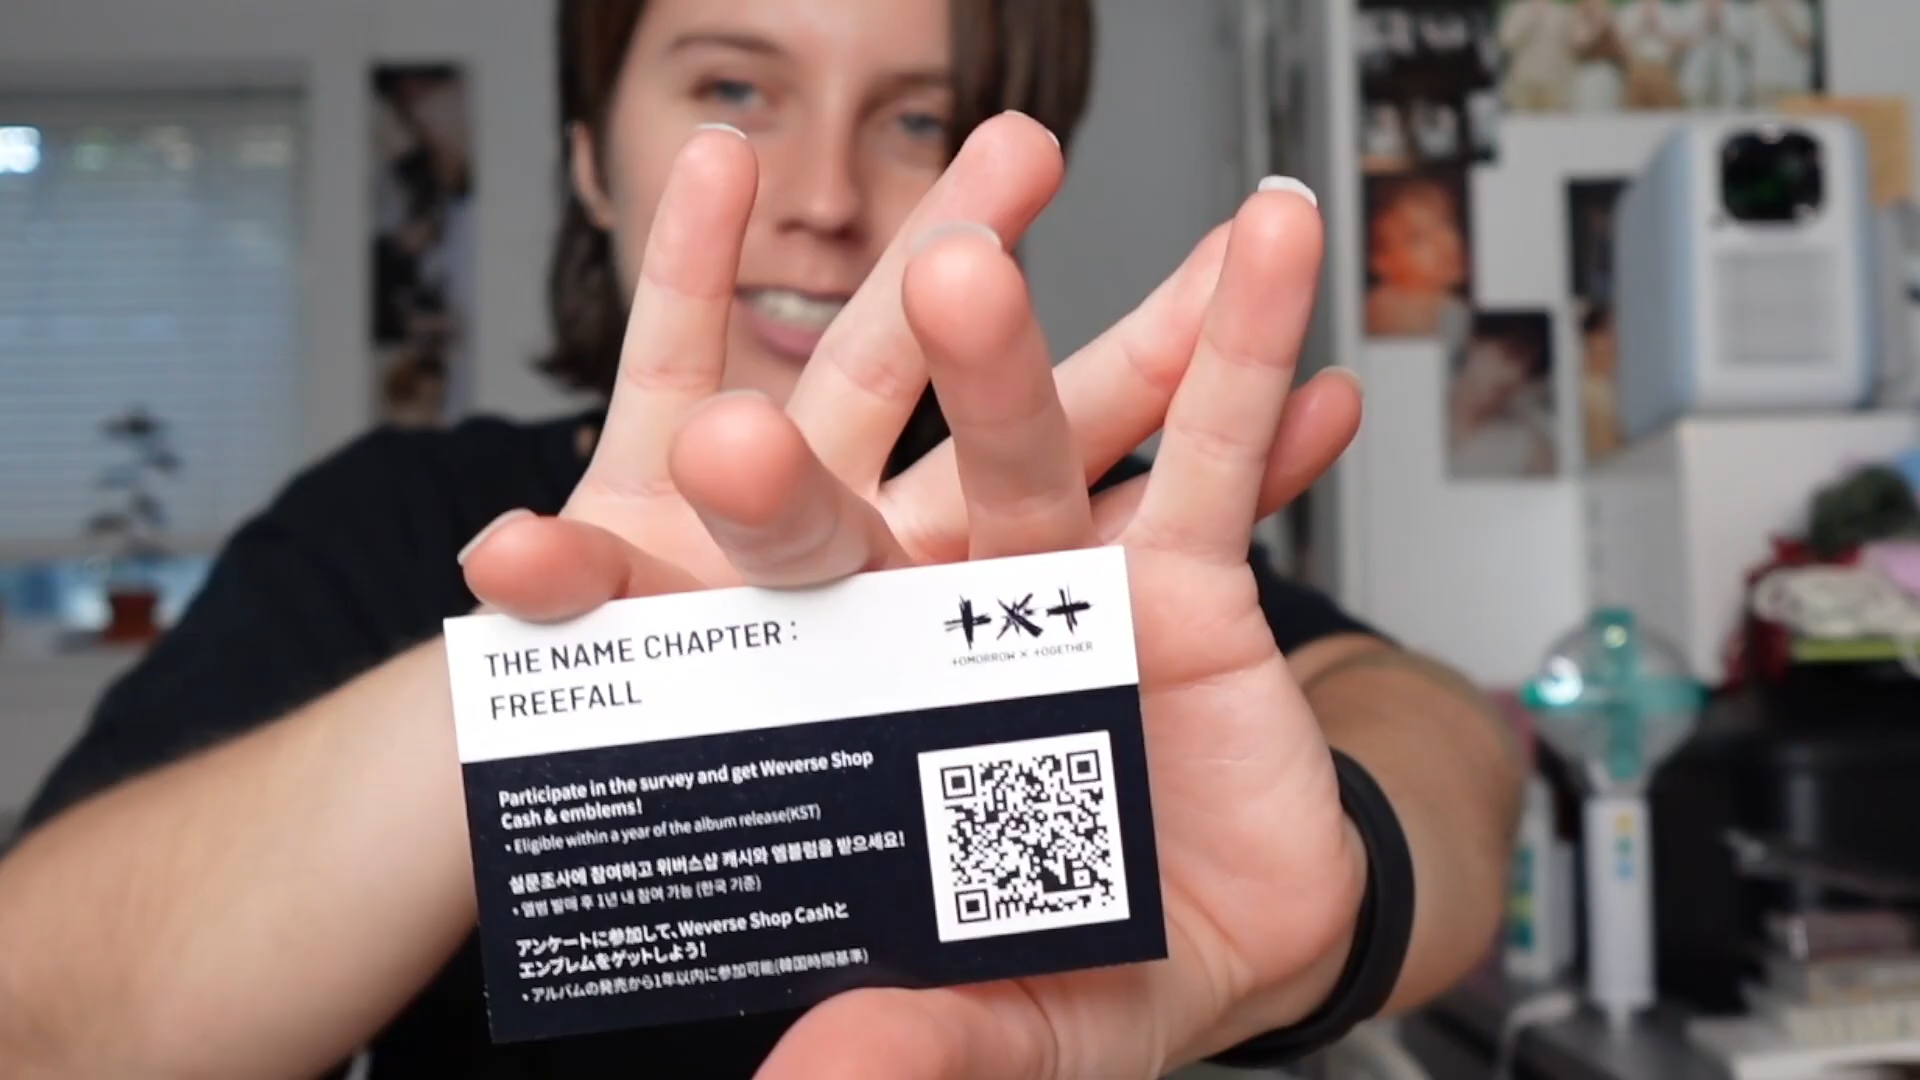 THE NAME CHAPTER :
FREEFALL
+×+
+OMORROW × +OGETHER
Participate in the survey and get Weverse Shop
Cash & emblems!
• Eligible within a year of the album release(KST)
설문조사에 참여하고 위버스샵 캐시와 엠블럼을 받으세요!
• 앨범 발매 후 1년 내 참여 가능 (한국 기준)
アンケートに参加して、Weverse Shop Cashと
エンブレムをゲットしよう!
• アルバムの発売から1年以内に参加可能(韓国時間基準)